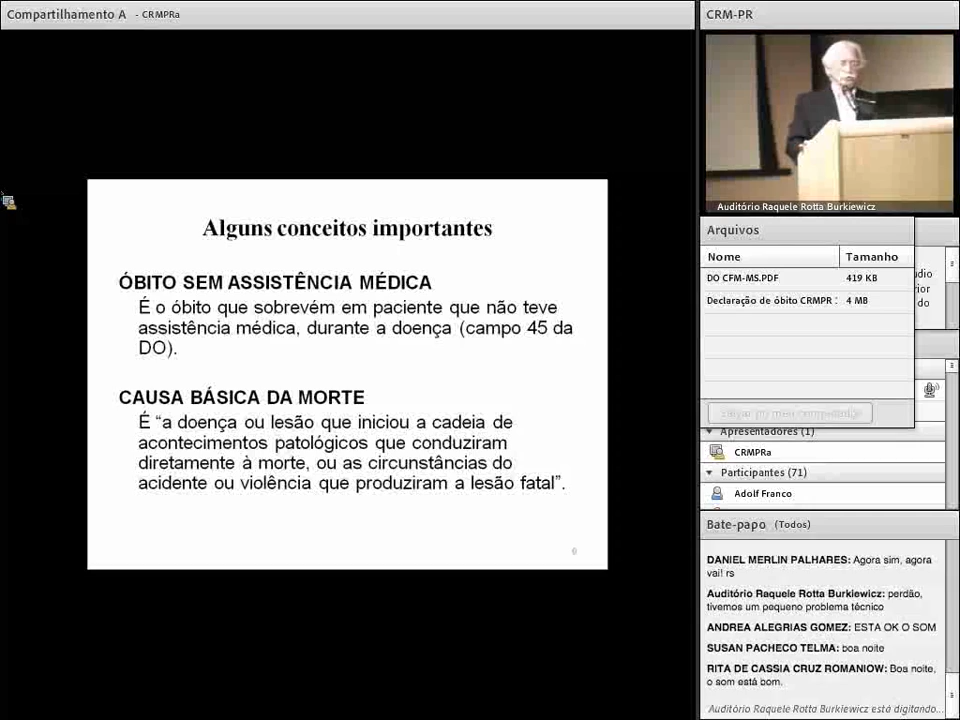 Compartilhamento A - CRMPRa
Alguns conceitos importantes
ÓBITO SEM ASSISTÊNCIA MÉDICA
É o óbito que sobrevém em paciente que não teve
assistência médica, durante a doença (campo 45 da
DO).
CAUSA BÁSICA DA MORTE
É “a doença ou lesão que iniciou a cadeia de
acontecimentos patológicos que conduziram
diretamente à morte, ou as circunstâncias do
acidente ou violência que produziram a lesão fatal”.
6
CRM-PR
Auditório Raquele Rotta Burkiewicz
Arquivos
Nome Tamanho
DO CFM-MS.PDF 419 KB
Declaração de óbito CRMPR 4 MB
do
Apresentadores (1)
CRMPRa
Participantes (71)
Adolf Franco
Bate-papo (Todos)
DANIEL MERLIN PALHARES: Agora sim, agora
vai! rs
Auditório Raquele Rotta Burkiewicz: perdão,
tivemos um pequeno problema técnico
ANDREA ALEGRIAS GOMEZ: ESTA OK O SOM
SUSAN PACHECO TELMA: boa noite
RITA DE CASSIA CRUZ ROMANIOW: Boa noite,
o som está bom.
Auditório Raquele Rotta Burkiewicz está digitando...